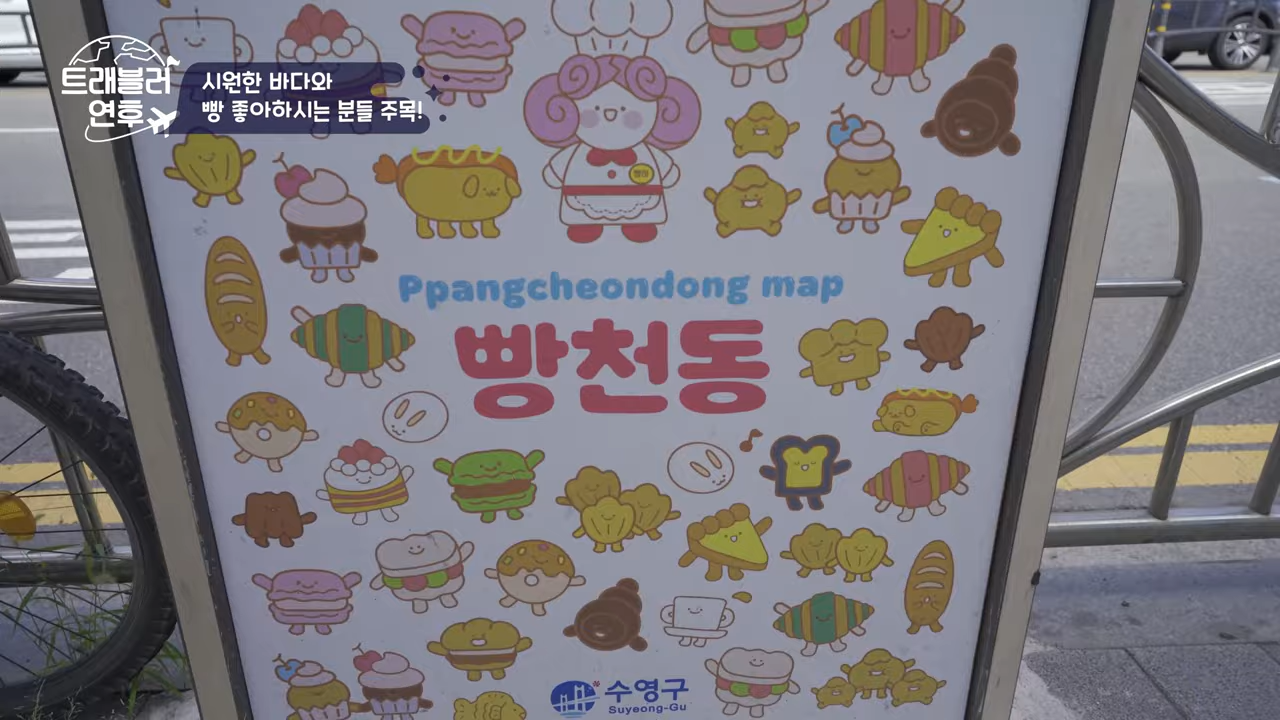 트래블러
연후
시원한 바다와
빵 좋아하시는 분들 주목!
Ppangcheondong map
빵천동
수영구
Suyeong-Gu